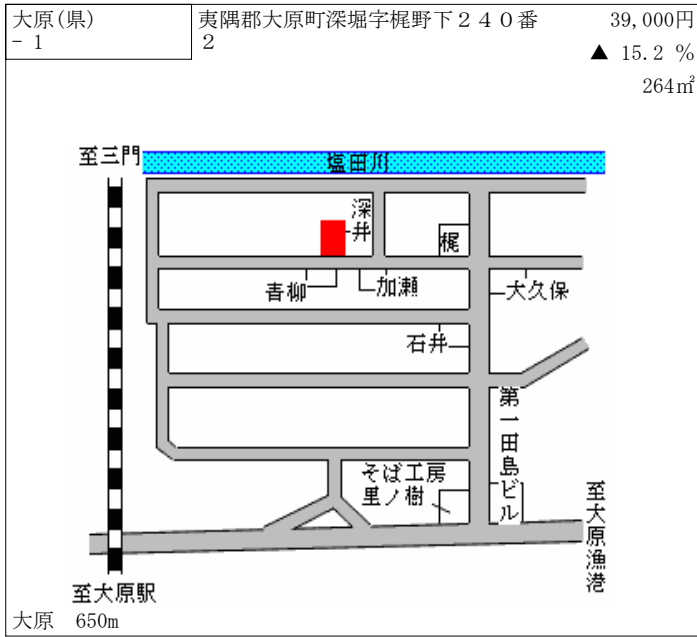 大原(県)
- 1
夷隅郡大原町深堀字梶野下240番
2
39,000円
▲ 15.2 %
264㎡
至三門
塩田川
深井
梶
青柳
加瀬
大久保
石井
第一田島ビル
そば工房
里ノ樹
至大原漁港
至大原駅
大原 650m